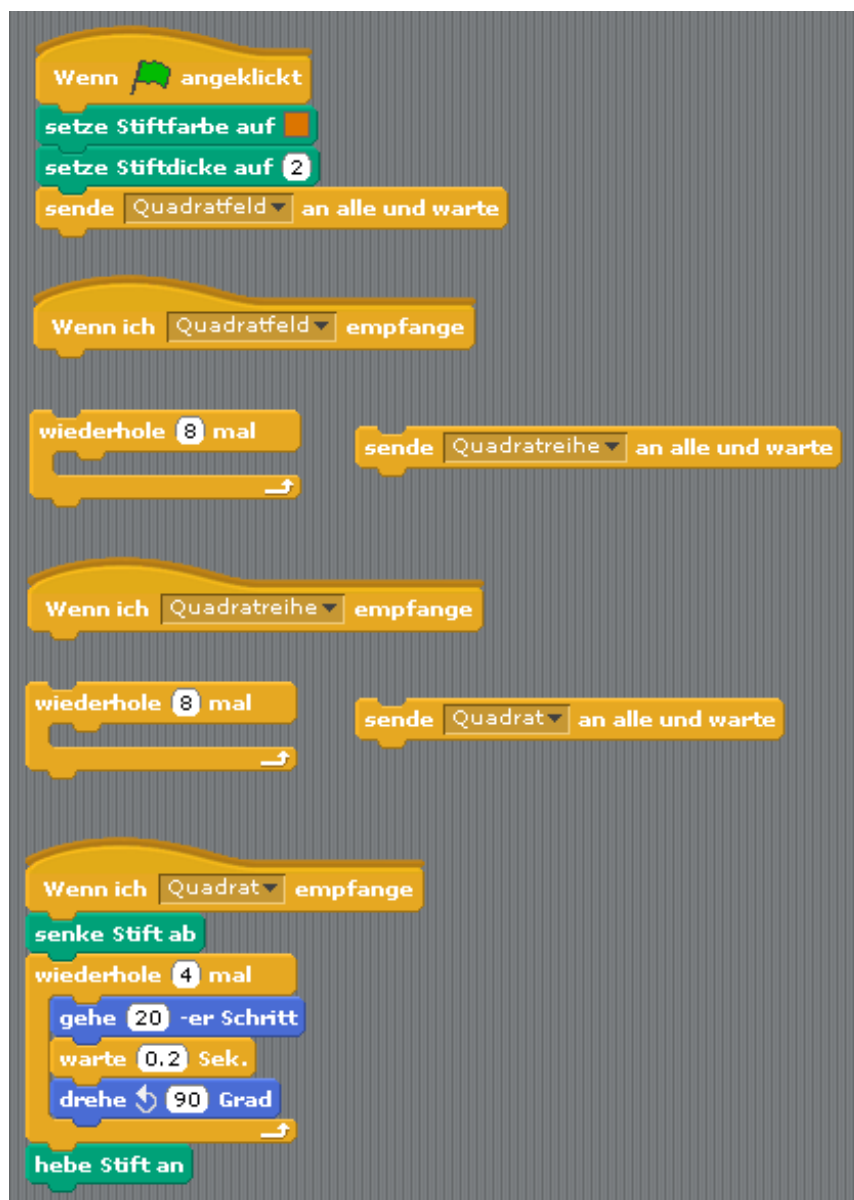 Wenn angeklickt
setze Stiftfarbe auf
setze Stiftdicke auf 2
sende Quadratfeld an alle und warte
Wenn ich Quadratfeld empfange
wiederhole 8 mal
sende Quadratreihe an alle und warte
Wenn ich Quadratreihe empfange
wiederhole 8 mal
sende Quadrat an alle und warte
Wenn ich Quadrat empfange
senke Stift ab
wiederhole 4 mal
gehe 20 -er Schritt
warte 0.2 Sek.
drehe 90 Grad
hebe Stift an